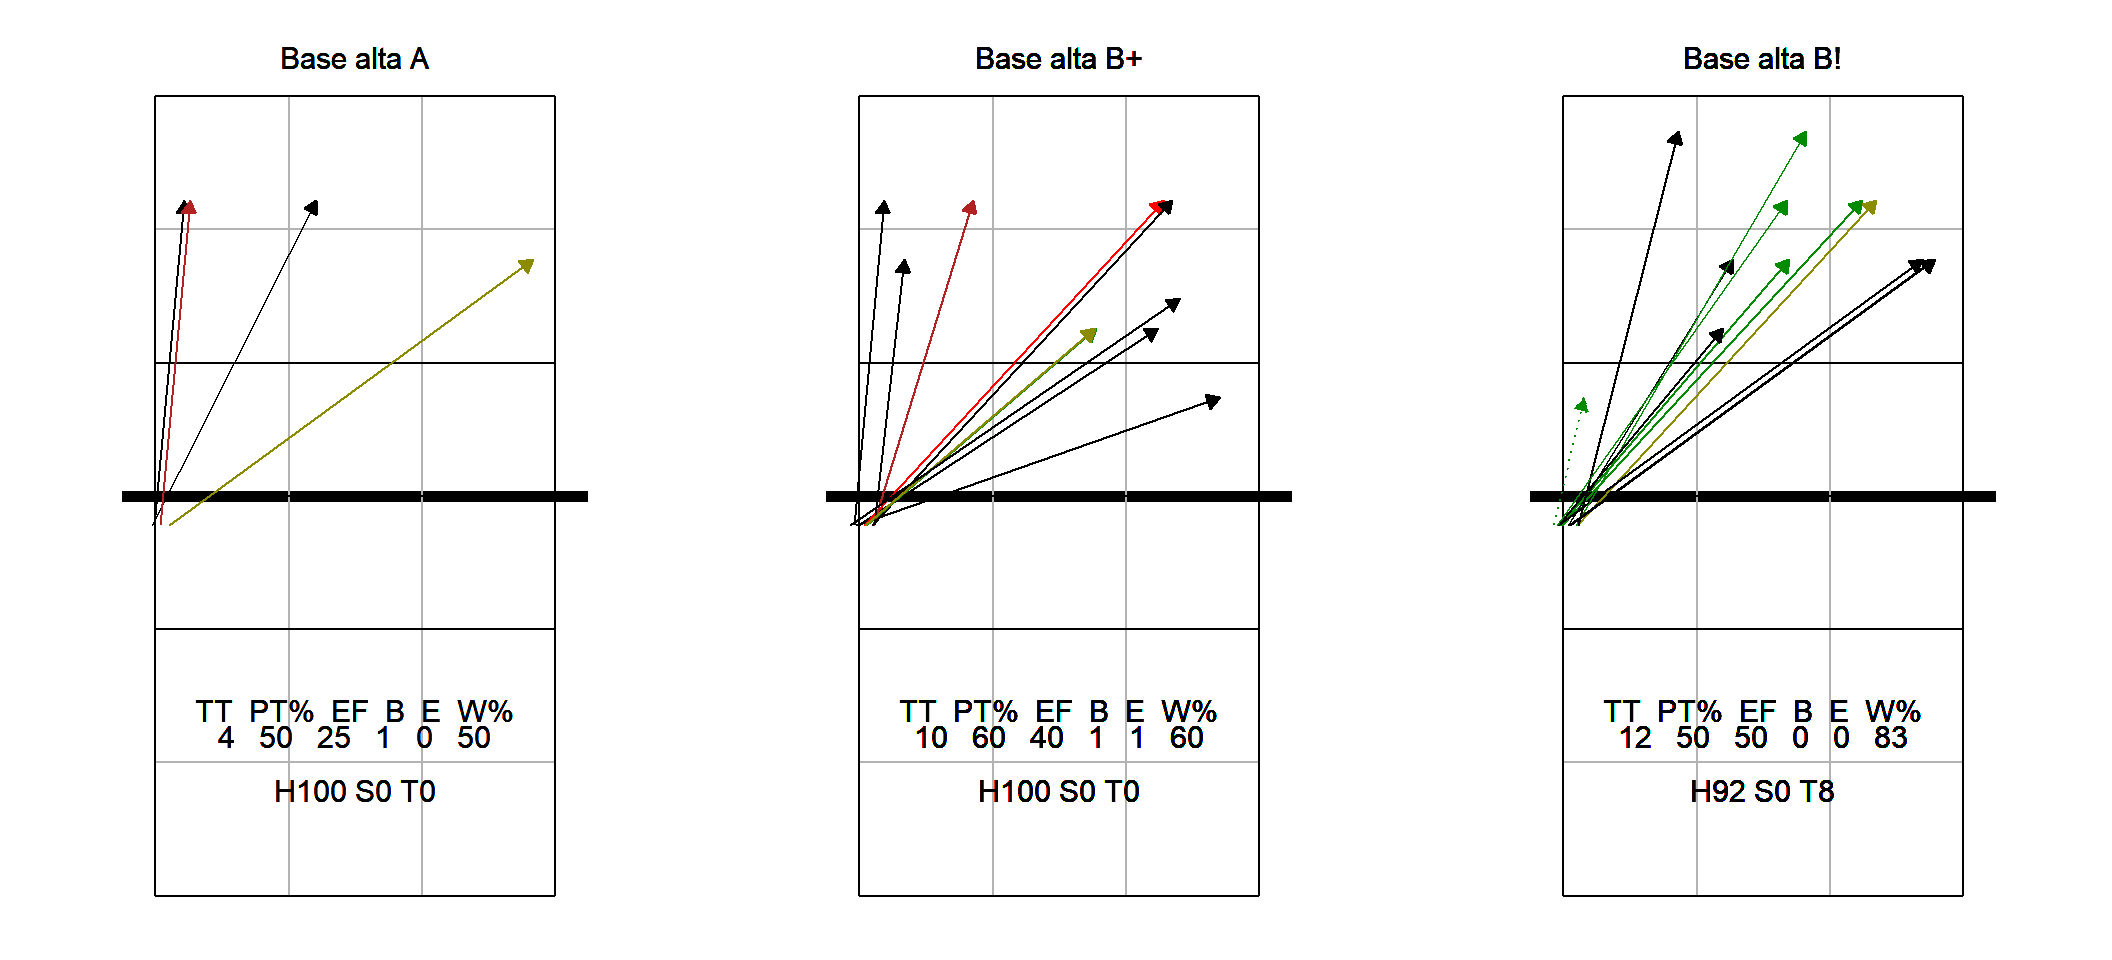 Base alta A
TT PT% EF B E W%
4 50 25 1 0 50
H100 S0 T0
Base alta B+
TT PT% EF B E W%
10 60 40 1 1 60
H100 S0 T0
Base alta B!
TT PT% EF B E W%
12 50 50 0 0 83
H92 S0 T8